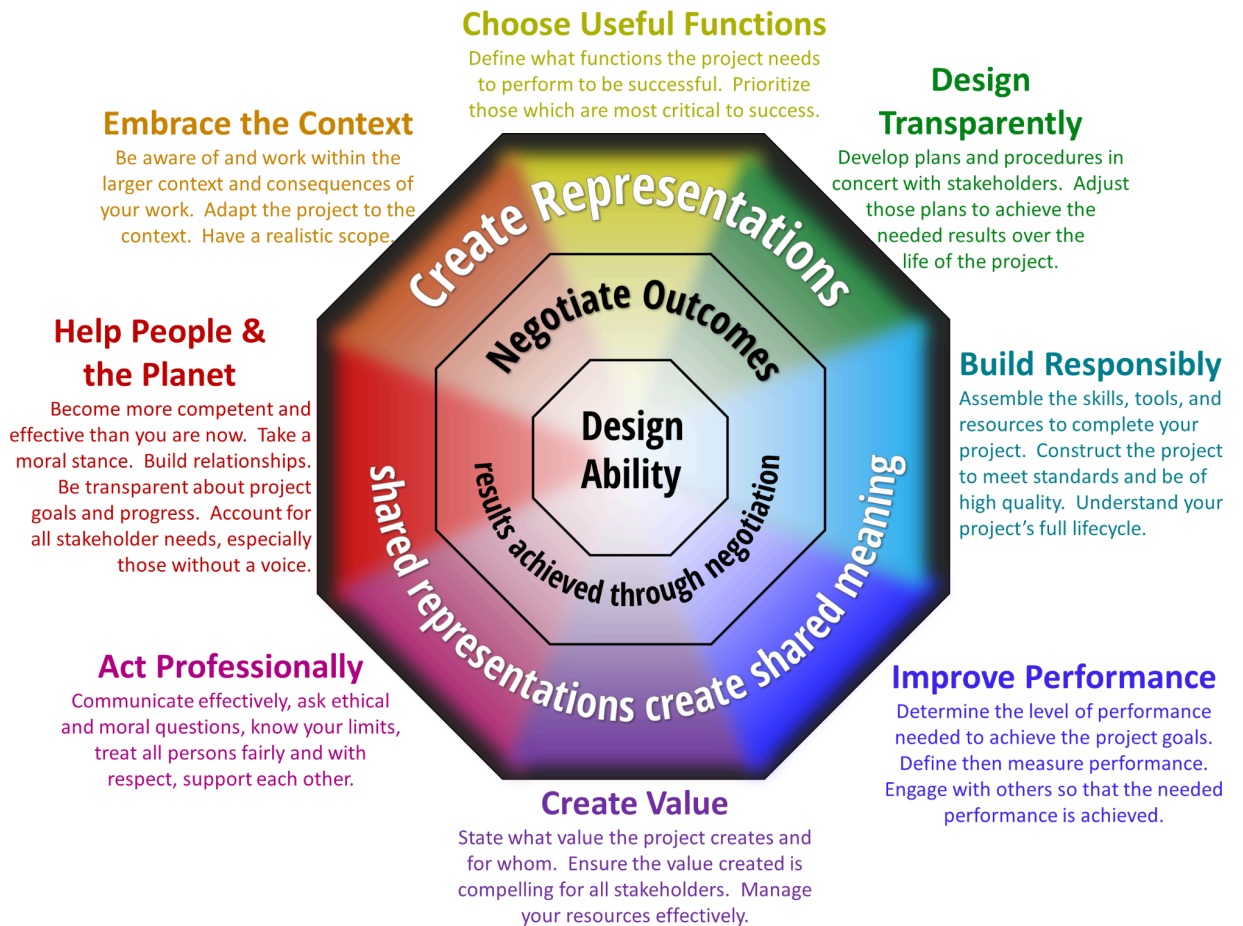 Choose Useful Functions
Define what functions the project needs
to perform to be successful.  Prioritize
those which are most critical to success.
Design
Transparently
Develop plans and procedures in
concert with stakeholders.  Adjust
those plans to achieve the
needed results over the
life of the project.
Embrace the Context
Be aware of and work within the
larger context and consequences of
your work.  Adapt the project to the
context.  Have a realistic scope.
Create Representations
Negotiate Outcomes
Design
Ability
results achieved through negotiation
shared representations create shared meaning
Help People &
the Planet
Become more competent and
effective than you are now.  Take a
moral stance.  Build relationships.
Be transparent about project
goals and progress.  Account for
all stakeholder needs, especially
those without a voice.
Build Responsibly
Assemble the skills, tools, and
resources to complete your
project.  Construct the project
to meet standards and be of
high quality.  Understand your
project’s full lifecycle.
Act Professionally
Communicate effectively, ask ethical
and moral questions, know your limits,
treat all persons fairly and with
respect, support each other.
Improve Performance
Determine the level of performance
needed to achieve the project goals.
Define then measure performance.
Engage with others so that the needed
performance is achieved.
Create Value
State what value the project creates and
for whom.  Ensure the value created is
compelling for all stakeholders.  Manage
your resources effectively.